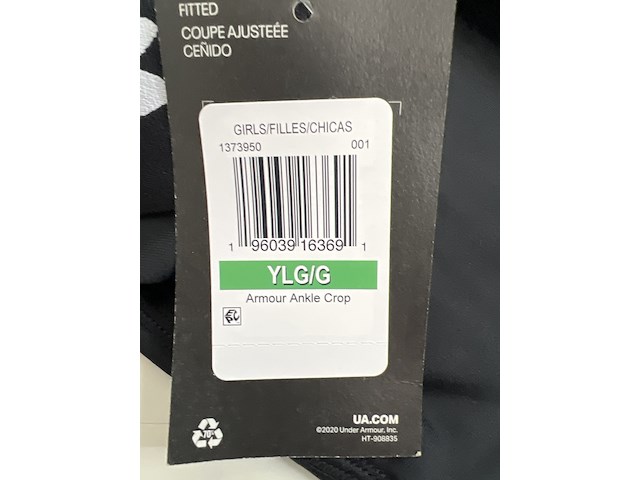 FITTED
COUPE AJUSTEÉE
CEÑIDO
GIRLS/FILLES/CHICAS
1373950 001
1 96039 16369 1
YLG/G
Armour Ankle Crop
UA.COM
©2020 Under Armour, Inc.
HT-908835